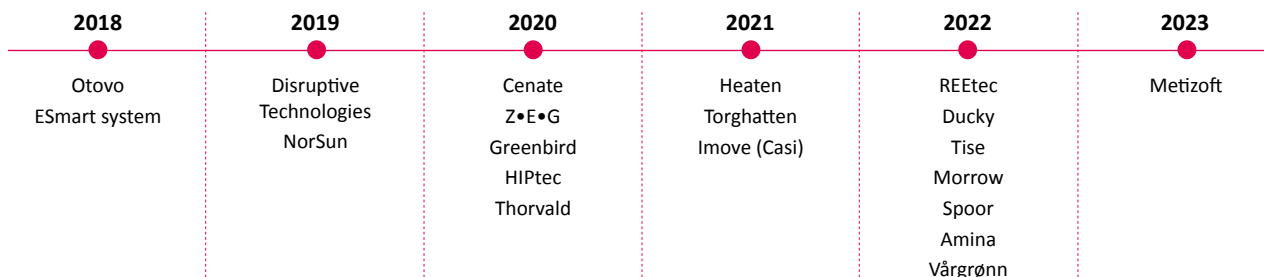 2018
2019
2020
2021
2022
2023
Otovo
ESmart system
Disruptive
Technologies
NorSun
Cenate
Z•E•G
Greenbird
HIPtec
Thorvald
Heaten
Torghatten
Imove (Casi)
REEtec
Ducky
Tise
Morrow
Spoor
Amina
Vårgrønn
Metizoft